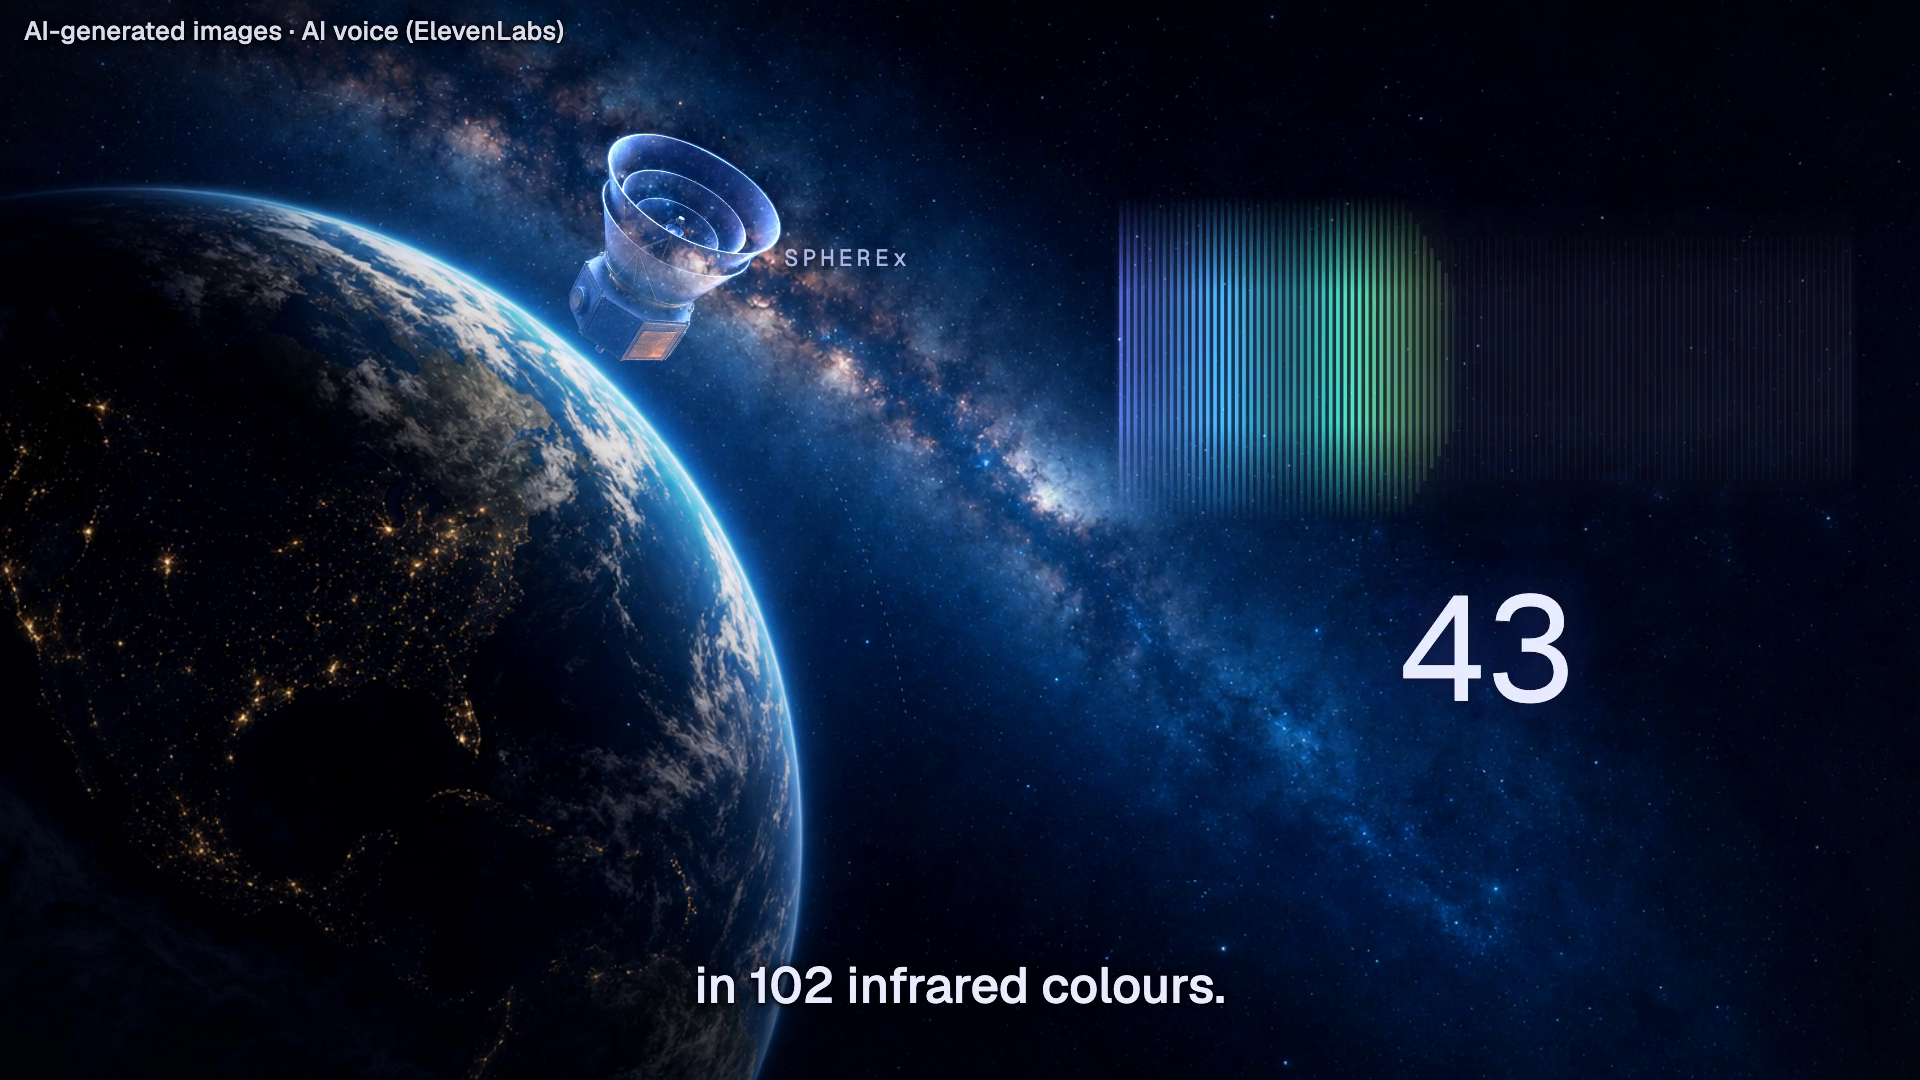 AI-generated images · AI voice (ElevenLabs)
SPHEREx
43
in 102 infrared colours.